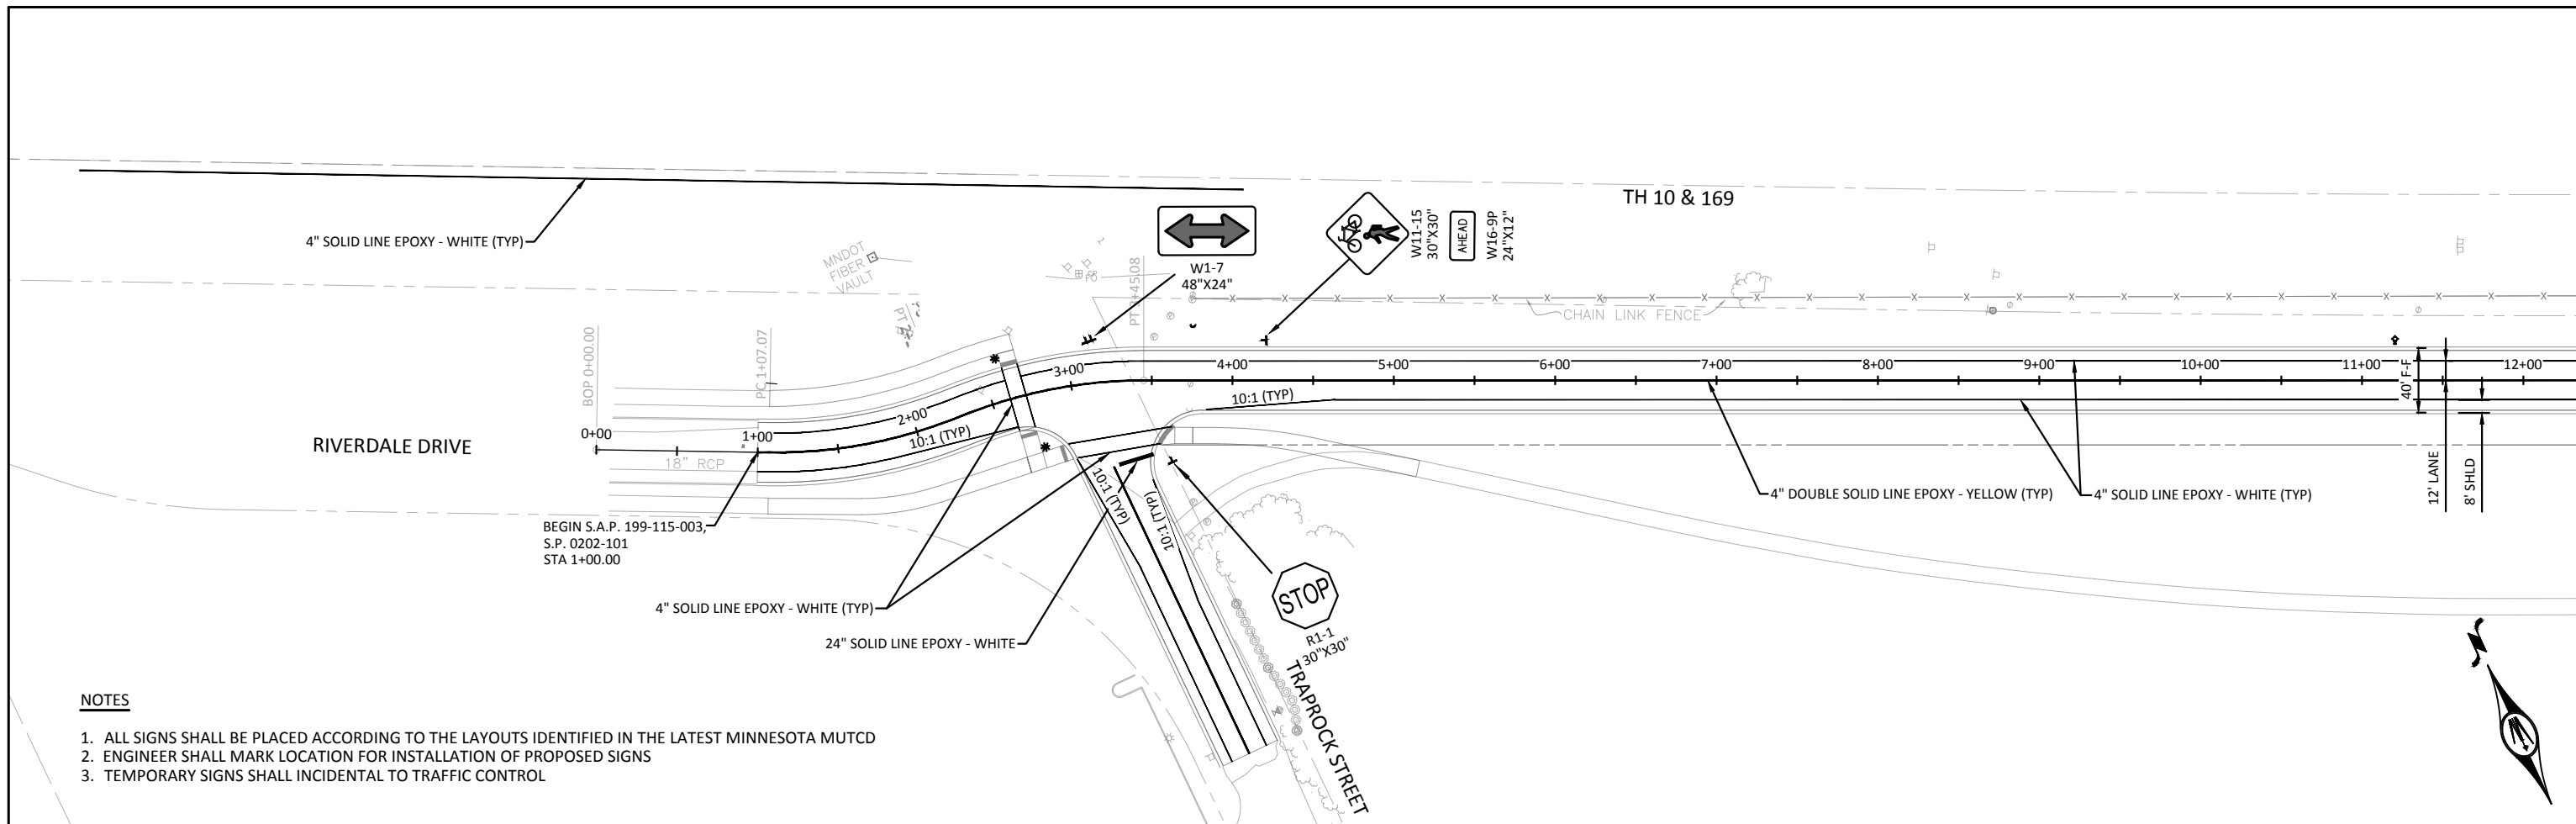 TH 10 & 169
4" SOLID LINE EPOXY - WHITE (TYP)
MNDOT
FIBER
VAULT
W1-7
48"X24"
W11-15
30"X30"
AHEAD
W16-9P
24"X12"
CHAIN LINK FENCE
BOP 0+00.00
PC 1+07.07
RIVERDALE DRIVE
0+00
1+00
2+00
3+00
4+00
5+00
6+00
7+00
8+00
9+00
10+00
11+00
12+00
18" RCP
10:1 (TYP)
10:1 (TYP)
10:1 (TYP)
10:1 (TYP)
40' F-F
12' LANE
8' SHLD
4" DOUBLE SOLID LINE EPOXY - YELLOW (TYP)
4" SOLID LINE EPOXY - WHITE (TYP)
BEGIN S.A.P. 199-115-003,
S.P. 0202-101
STA 1+00.00
4" SOLID LINE EPOXY - WHITE (TYP)
24" SOLID LINE EPOXY - WHITE
STOP
R1-1
30"X30"
TRAPROCK STREET
NOTES
1. ALL SIGNS SHALL BE PLACED ACCORDING TO THE LAYOUTS IDENTIFIED IN THE LATEST MINNESOTA MUTCD
2. ENGINEER SHALL MARK LOCATION FOR INSTALLATION OF PROPOSED SIGNS
3. TEMPORARY SIGNS SHALL INCIDENTAL TO TRAFFIC CONTROL